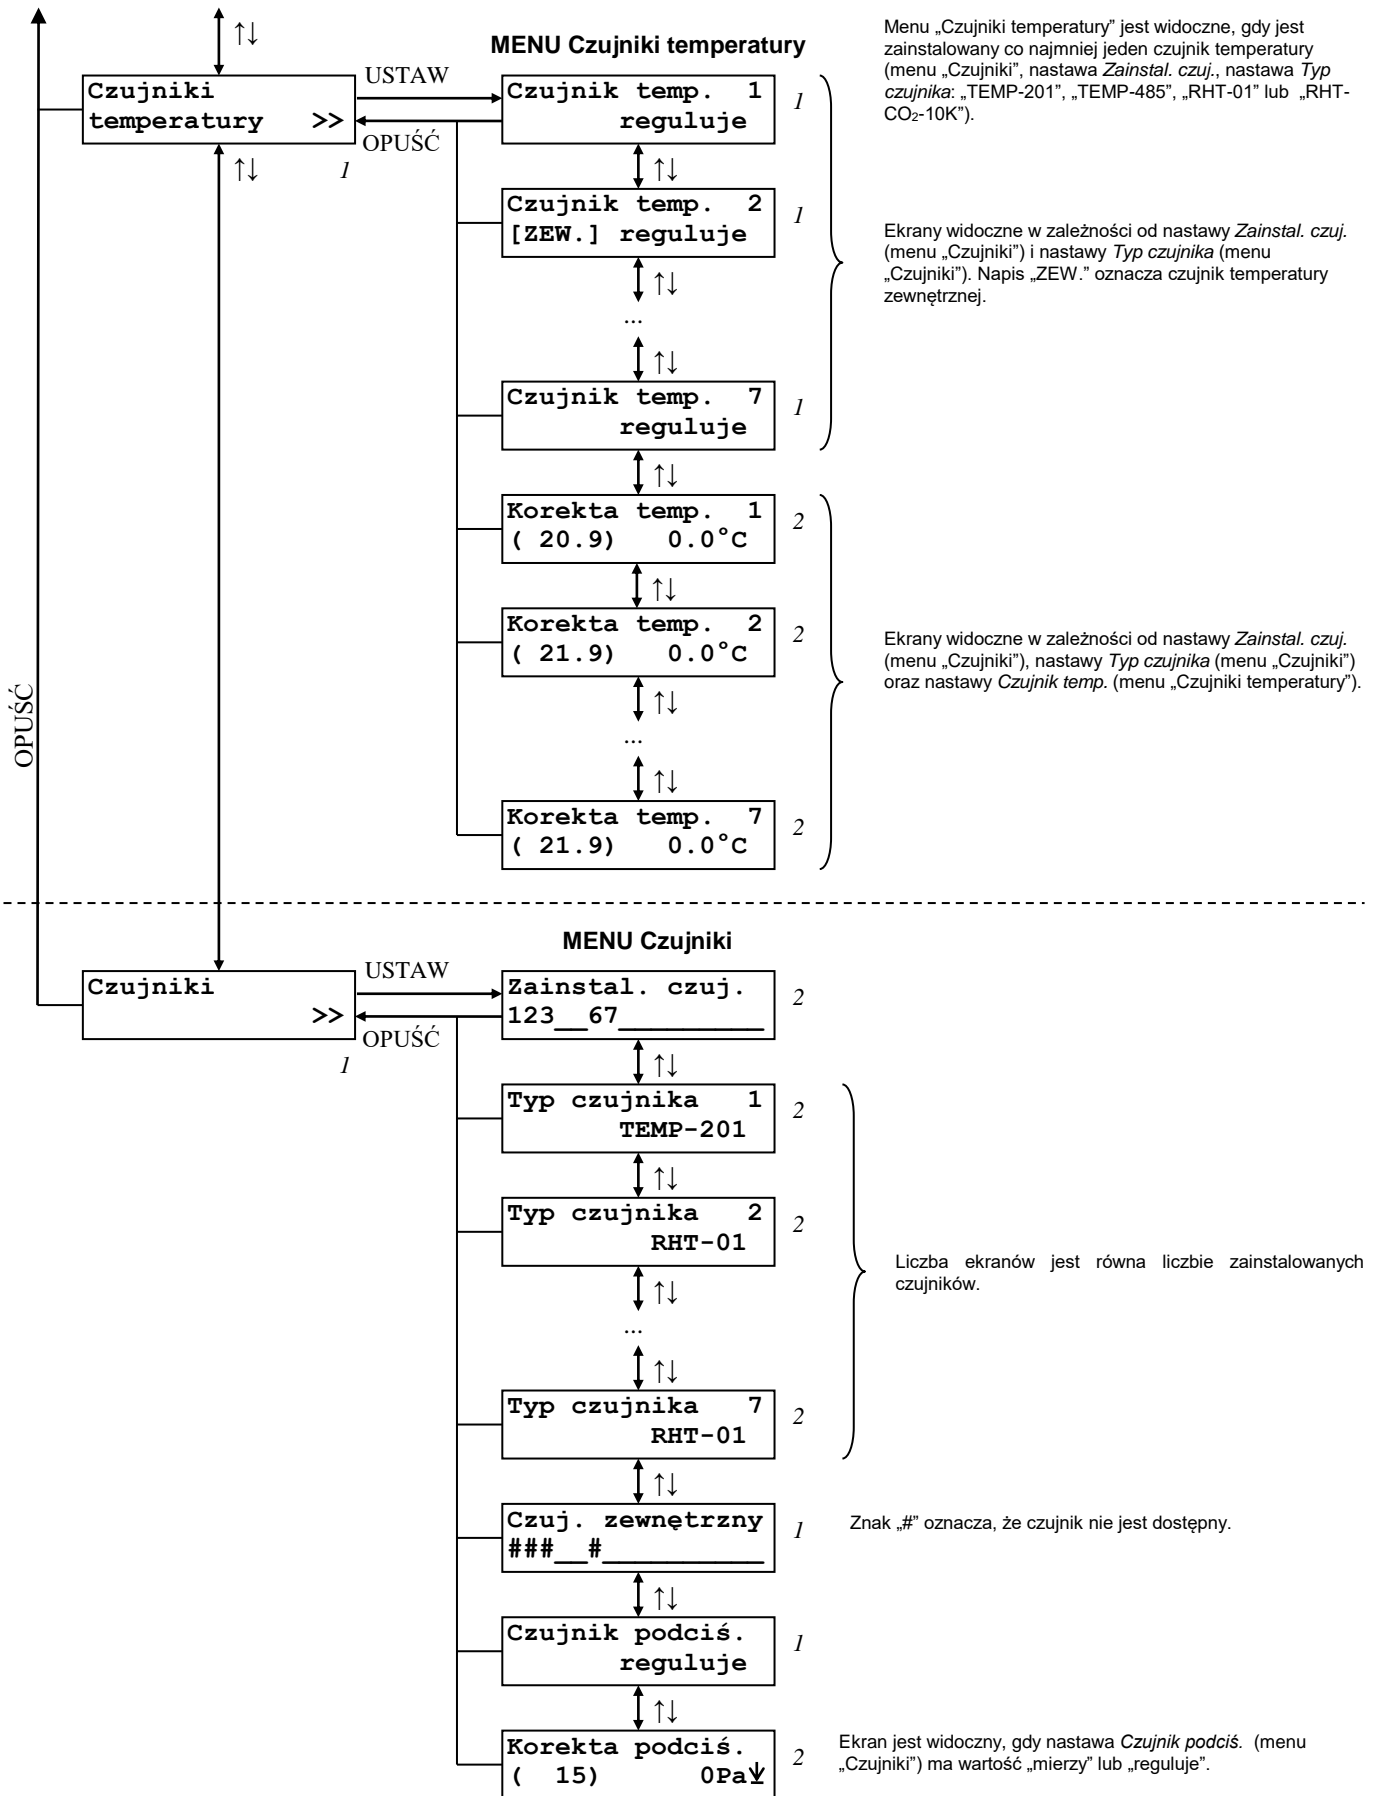 ↑↓
MENU Czujniki temperatury
Menu „Czujniki temperatury” jest widoczne, gdy jest
zainstalowany co najmniej jeden czujnik temperatury
(menu „Czujniki”, nastawa Zainstal. czuj., nastawa Typ
czujnika: „TEMP-201”, „TEMP-485”, „RHT-01” lub „RHT-
CO2-10K”).
Czujniki
temperatury >>
1
USTAW
OPUŚĆ
↑↓
Czujnik temp. 1
reguluje
1
↑↓
Czujnik temp. 2
[ZEW.] reguluje
1
Ekrany widoczne w zależności od nastawy Zainstal. czuj.
(menu „Czujniki”) i nastawy Typ czujnika (menu
„Czujniki”). Napis „ZEW.” oznacza czujnik temperatury
zewnętrznej.
↑↓
...
↑↓
Czujnik temp. 7
reguluje
1
↑↓
Korekta temp. 1
( 20.9) 0.0°C
2
↑↓
Korekta temp. 2
( 21.9) 0.0°C
2
Ekrany widoczne w zależności od nastawy Zainstal. czuj.
(menu „Czujniki”), nastawy Typ czujnika (menu „Czujniki”)
oraz nastawy Czujnik temp. (menu „Czujniki temperatury”).
↑↓
...
↑↓
Korekta temp. 7
( 21.9) 0.0°C
2
OPUŚĆ
MENU Czujniki
Czujniki
>>
1
USTAW
OPUŚĆ
Zainstal. czuj.
123__67_________
2
↑↓
Typ czujnika 1
TEMP-201
2
↑↓
Typ czujnika 2
RHT-01
2
Liczba ekranów jest równa liczbie zainstalowanych
czujników.
↑↓
...
↑↓
Typ czujnika 7
RHT-01
2
↑↓
Czuj. zewnętrzny
###__#__________
1
Znak „#” oznacza, że czujnik nie jest dostępny.
↑↓
Czujnik podciś.
reguluje
1
↑↓
Korekta podciś.
( 15) 0Pa↓
2
Ekran jest widoczny, gdy nastawa Czujnik podciś. (menu
„Czujniki”) ma wartość „mierzy” lub „reguluje”.